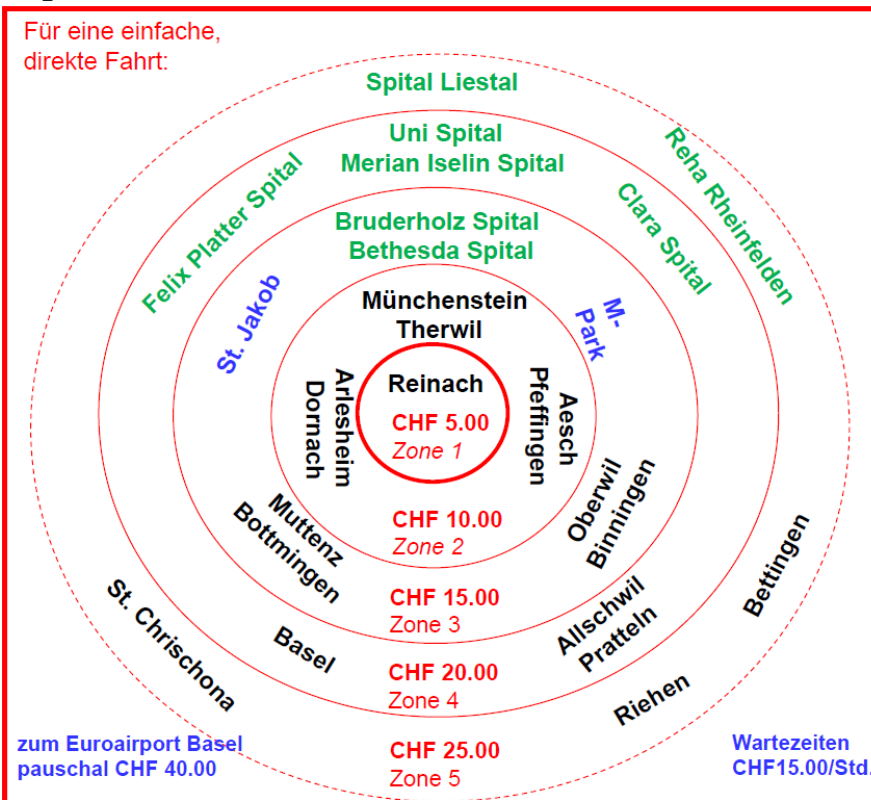 Für eine einfache,
direkte Fahrt:
Spital Liestal
Uni Spital
Merian Iselin Spital
Reha Rheinfelden
Felix Platter Spital
Clara Spital
Bruderholz Spital
Bethesda Spital
St. Jakob
M-
Park
Münchenstein
Therwil
Arlesheim
Dornach
Reinach
CHF 5.00
Zone 1
Aesch
Pfeffingen
CHF 10.00
Zone 2
Muttenz
Bottmingen
Oberwil
Binningen
CHF 15.00
Zone 3
Basel
Allschwil
Pratteln
CHF 20.00
Zone 4
St. Chrischona
Bettingen
Riehen
CHF 25.00
Zone 5
zum Euroairport Basel
pauschal CHF 40.00
Wartezeiten
CHF15.00/Std.